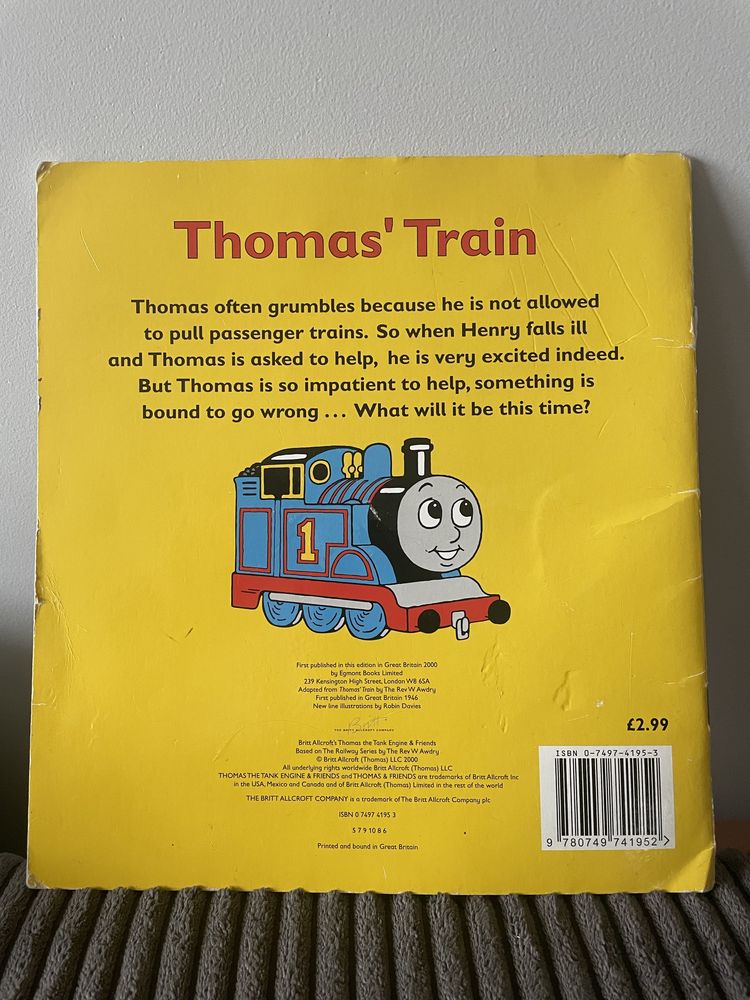 Thomas' Train
Thomas often grumbles because he is not allowed
to pull passenger trains. So when Henry falls ill
and Thomas is asked to help, he is very excited indeed.
But Thomas is so impatient to help, something is
bound to go wrong ... What will it be this time?
1
First published in this edition in Great Britain 2000
by Egmont Books Limited
239 Kensington High Street, London W8 6SA
Adapted from Thomas' Train by The Rev W Awdry
First published in Great Britain 1946
New line illustrations by Robin Davies
Britt
THE BRITT ALLCROFT COMPANY
Britt Allcroft's Thomas the Tank Engine & Friends
Based on The Railway Series by The Rev W Awdry
© Britt Allcroft (Thomas) LLC 2000
All underlying rights worldwide Britt Allcroft (Thomas) LLC
THOMAS THE TANK ENGINE & FRIENDS and THOMAS & FRIENDS are trademarks of Britt Allcroft Inc
in the USA, Mexico and Canada and of Britt Allcroft (Thomas) Limited in the rest of the world
THE BRITT ALLCROFT COMPANY is a trademark of The Britt Allcroft Company plc
ISBN 0 7497 4195 3
5 7 9 10 8 6
Printed and bound in Great Britain
£2.99
ISBN 0-7497-4195-3
9 780749 741952 >